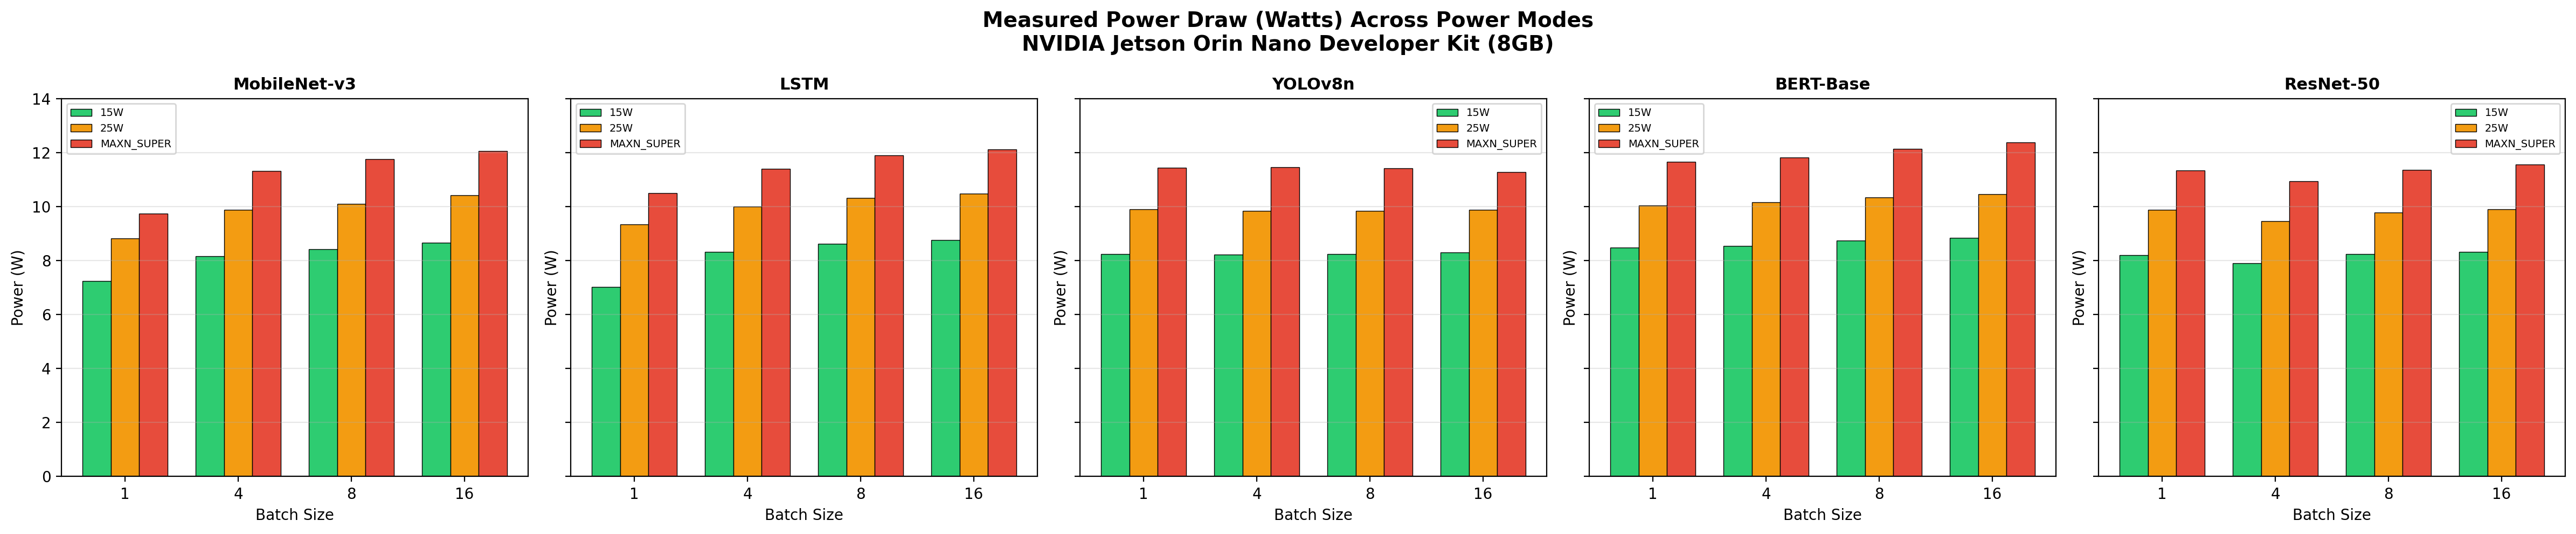 Measured Power Draw (Watts) Across Power Modes
NVIDIA Jetson Orin Nano Developer Kit (8GB)
MobileNet-v3
14
12
10
8
6
4
2
0
Power (W)
15W
25W
MAXN_SUPER
1 4 8 16
Batch Size
LSTM
Power (W)
15W
25W
MAXN_SUPER
1 4 8 16
Batch Size
YOLOv8n
Power (W)
15W
25W
MAXN_SUPER
1 4 8 16
Batch Size
BERT-Base
Power (W)
15W
25W
MAXN_SUPER
1 4 8 16
Batch Size
ResNet-50
Power (W)
15W
25W
MAXN_SUPER
1 4 8 16
Batch Size